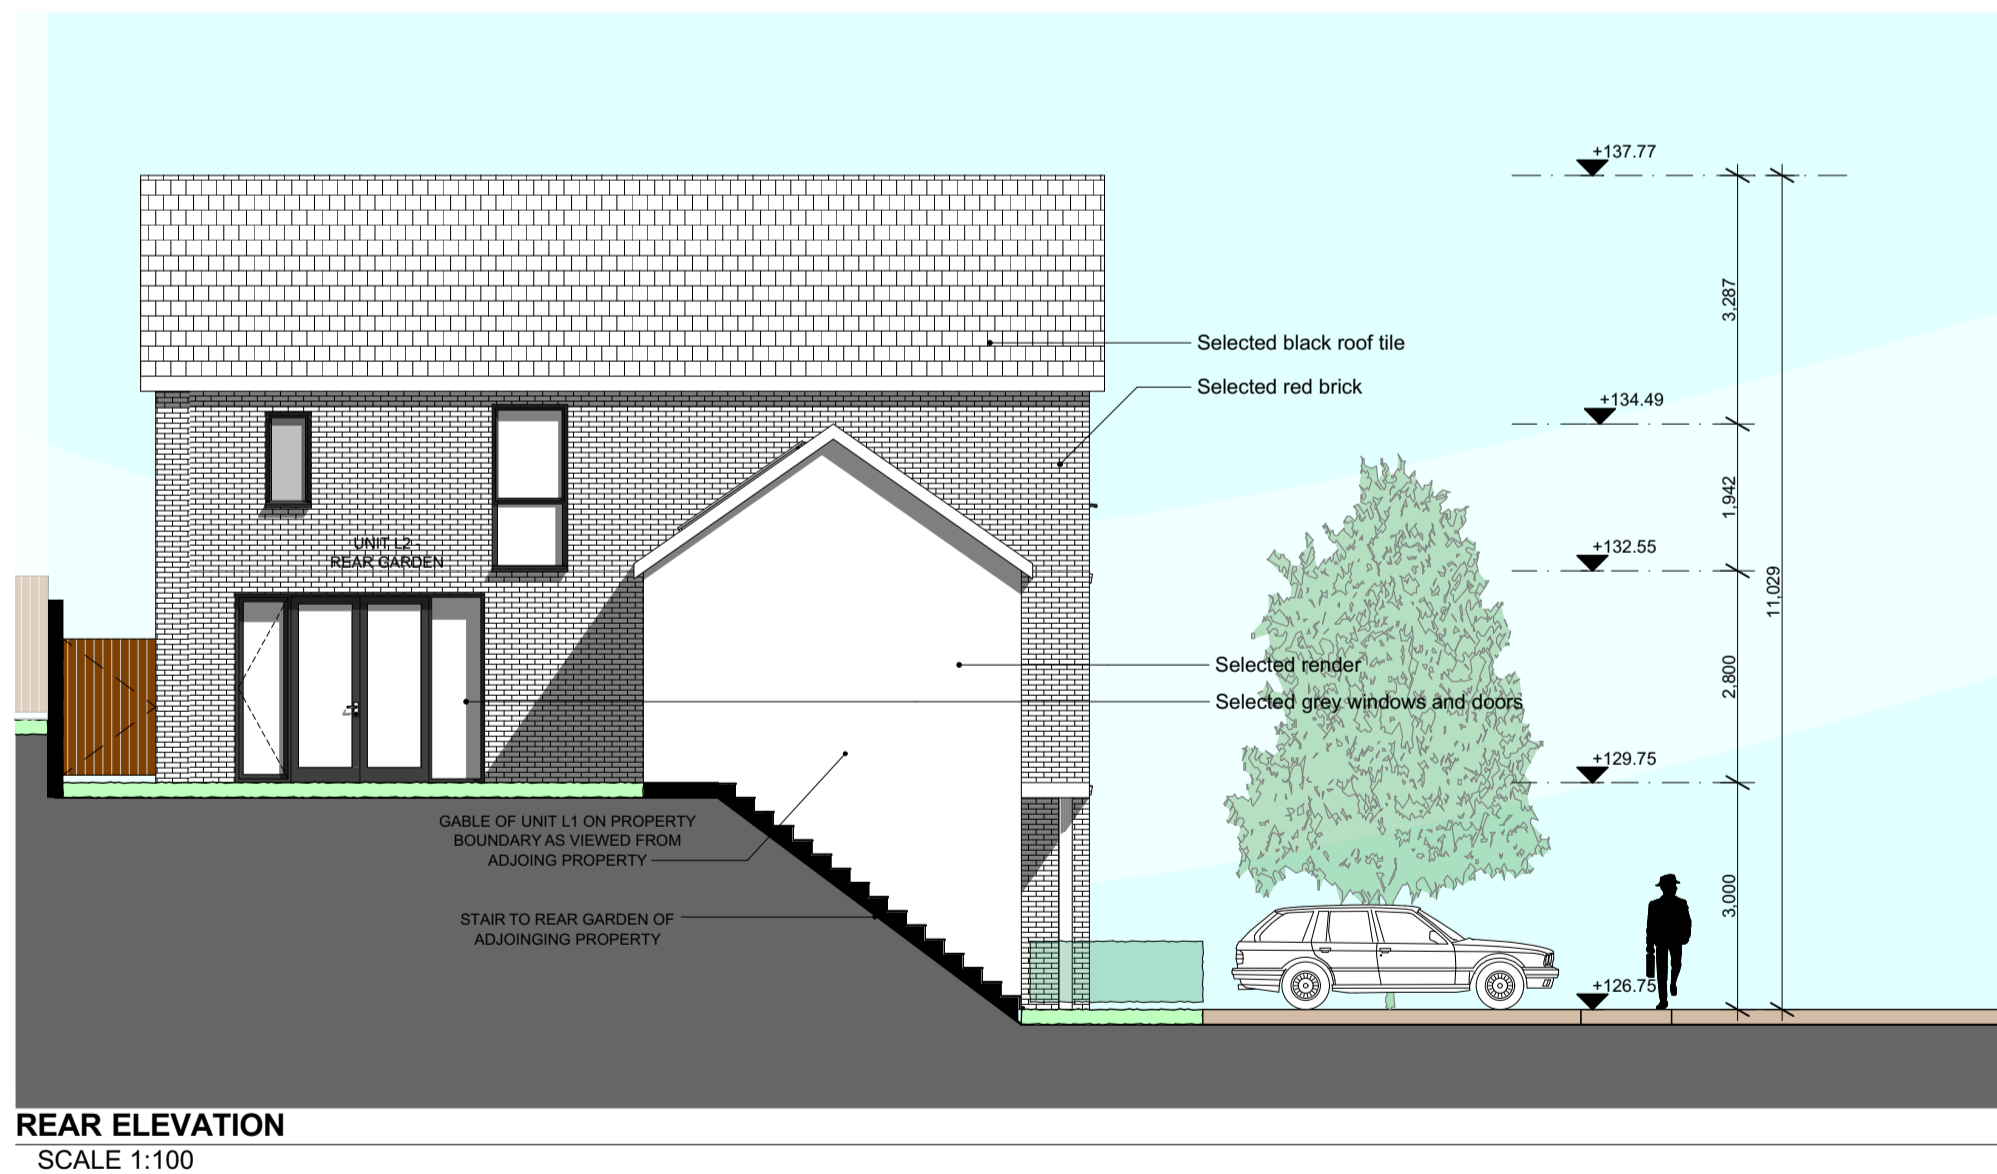 +137.77
3,287
Selected black roof tile
Selected red brick
+134.49
1,942
UNIT L2 -
REAR GARDEN
+132.55
11,029
Selected render
2,800
Selected grey windows and doors
+129.75
GABLE OF UNIT L1 ON PROPERTY
BOUNDARY AS VIEWED FROM
ADJOING PROPERTY
3,000
STAIR TO REAR GARDEN OF
ADJOINGING PROPERTY
+126.75
REAR ELEVATION
SCALE 1:100